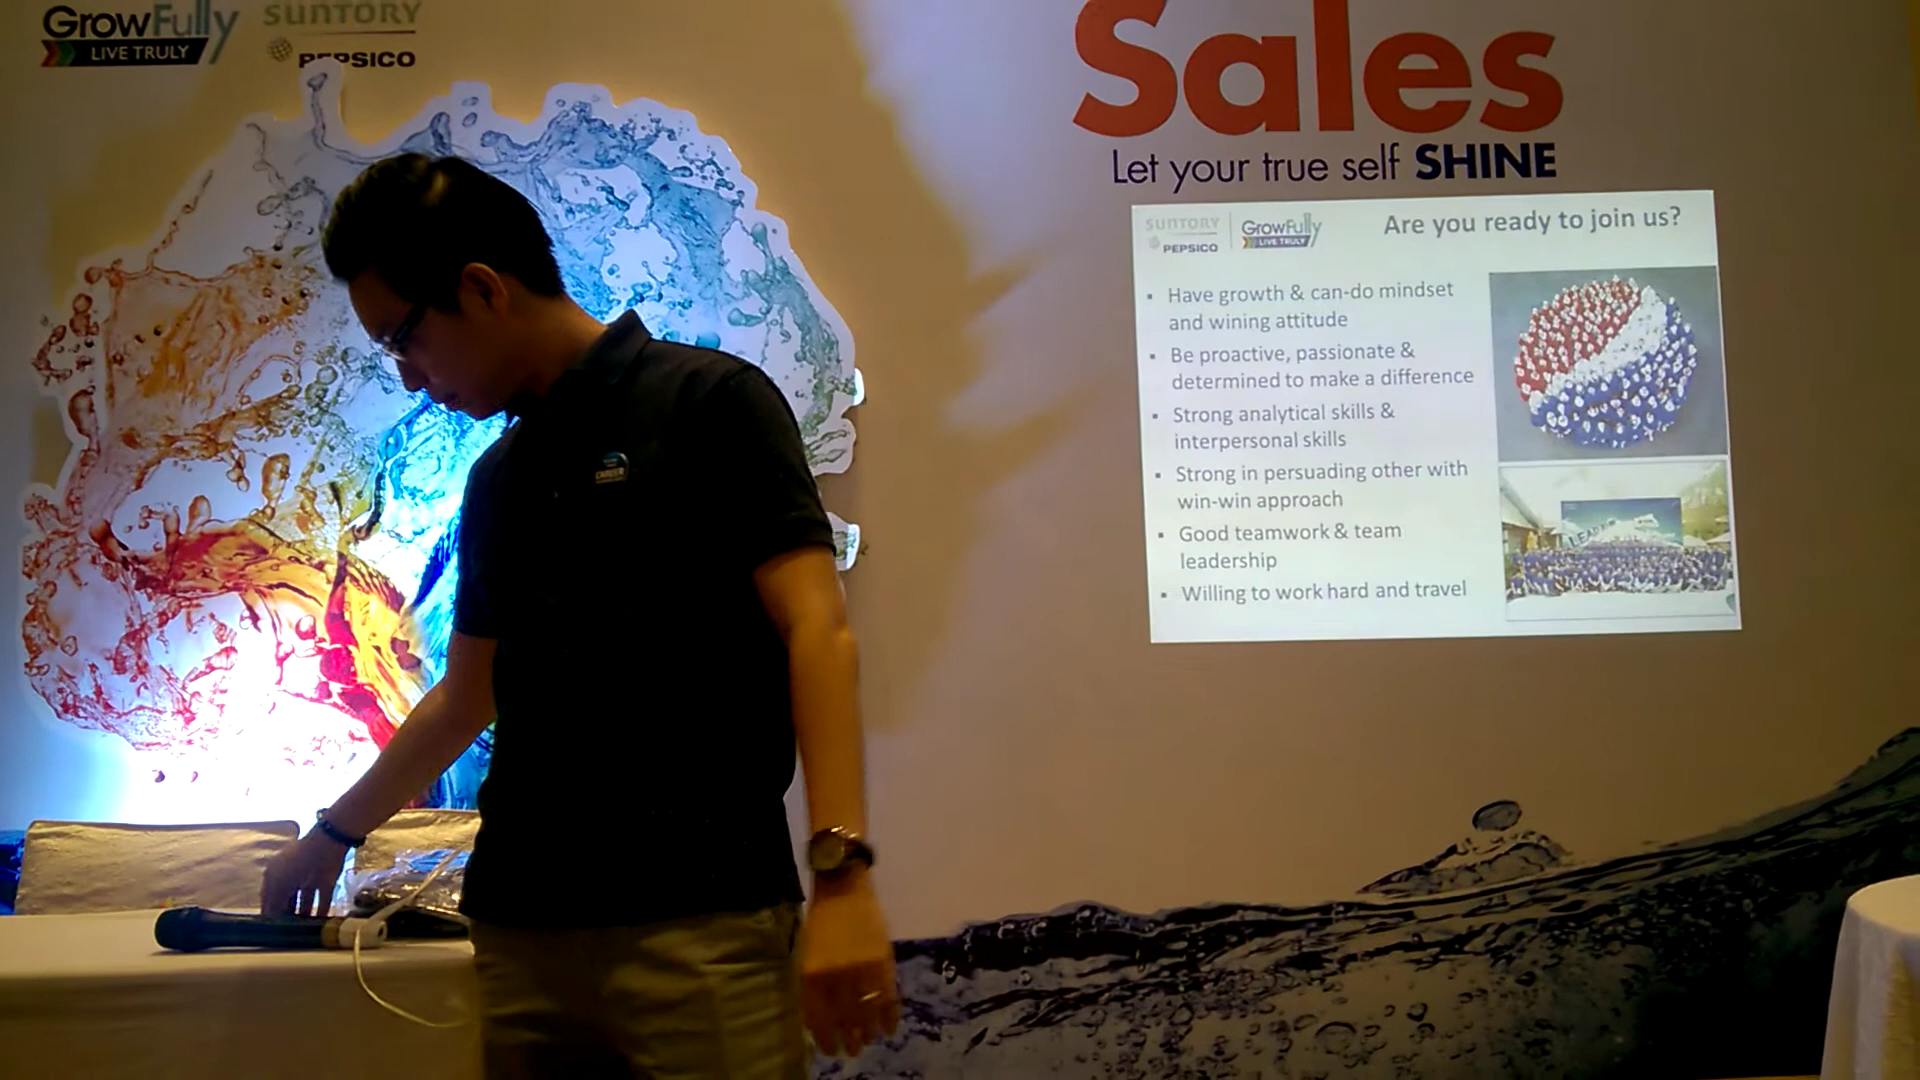 GrowFully
LIVE TRULY
SUNTORY
PEPSICO
Sales
Let your true self SHINE
SUNTORY
PEPSICO
GrowFully
LIVE TRULY
Are you ready to join us?
▪ Have growth & can-do mindset
and wining attitude
▪ Be proactive, passionate &
determined to make a difference
▪ Strong analytical skills &
interpersonal skills
▪ Strong in persuading other with
win-win approach
▪ Good teamwork & team
leadership
▪ Willing to work hard and travel
CAREER